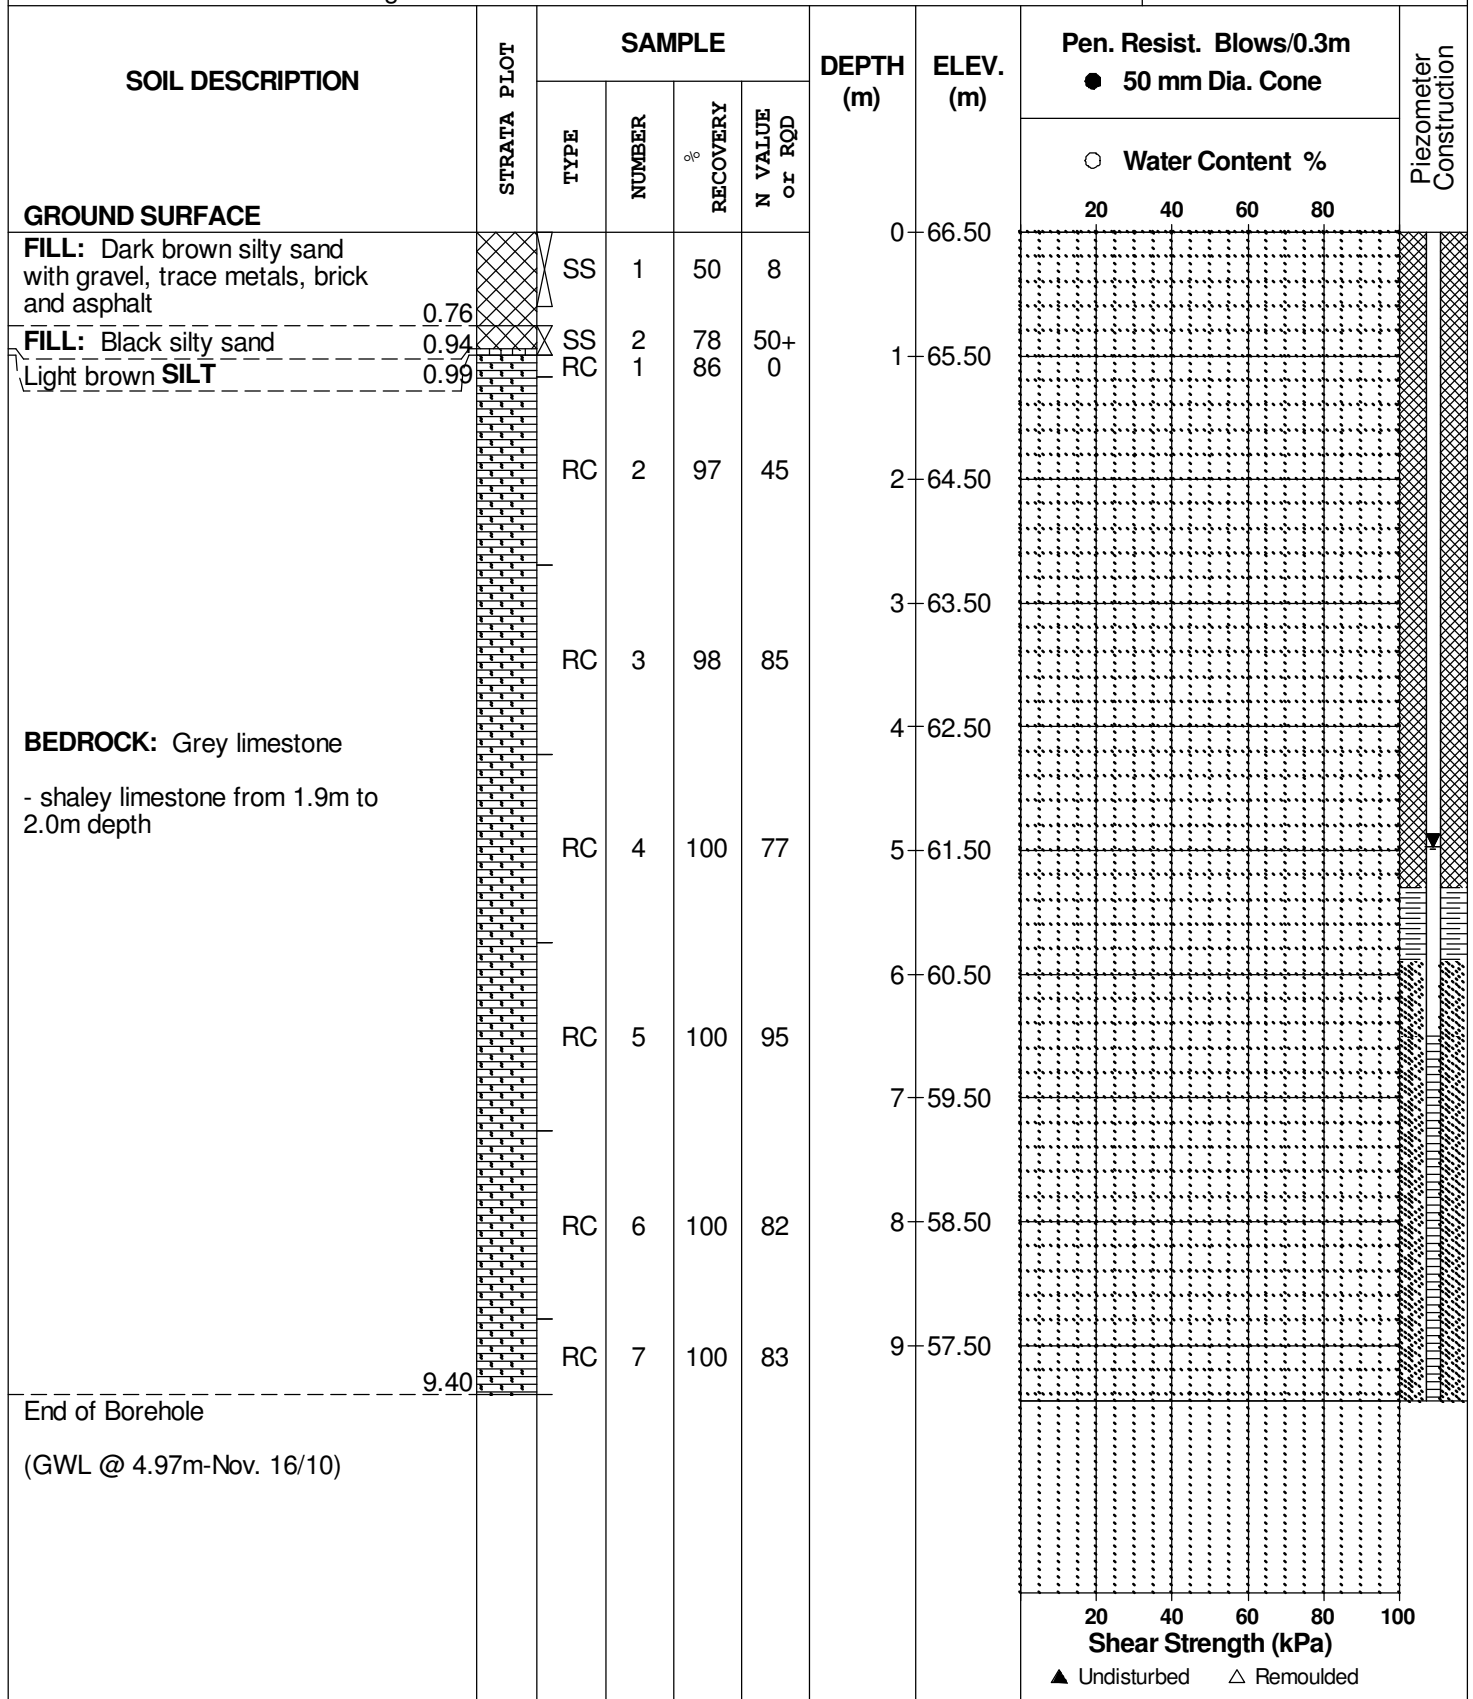 SOIL DESCRIPTION
GROUND SURFACE
STRATA PLOT
SAMPLE
TYPE
NUMBER
% RECOVERY
N VALUE or RQD
DEPTH (m)
ELEV. (m)
Pen. Resist. Blows/0.3m
● 50 mm Dia. Cone
○ Water Content %
20 40 60 80
Piezometer Construction
0 66.50
FILL: Dark brown silty sand
with gravel, trace metals, brick
and asphalt
0.76
SS 1 50 8
FILL: Black silty sand 0.94
SS 2 78 50+
1 65.50
Light brown SILT 0.99
RC 1 86 0
RC 2 97 45
2 64.50
3 63.50
RC 3 98 85
4 62.50
BEDROCK: Grey limestone
- shaley limestone from 1.9m to
2.0m depth
RC 4 100 77
5 61.50
6 60.50
RC 5 100 95
7 59.50
RC 6 100 82
8 58.50
9 57.50
RC 7 100 83
9.40
End of Borehole
(GWL @ 4.97m-Nov. 16/10)
20 40 60 80 100
Shear Strength (kPa)
▲ Undisturbed △ Remoulded